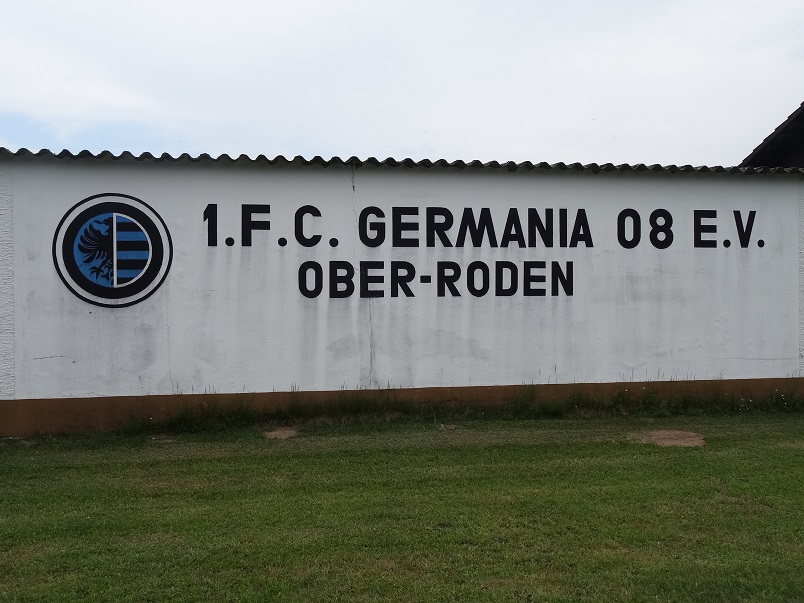 1.F.C. GERMANIA 08 E.V.
OBER-RODEN